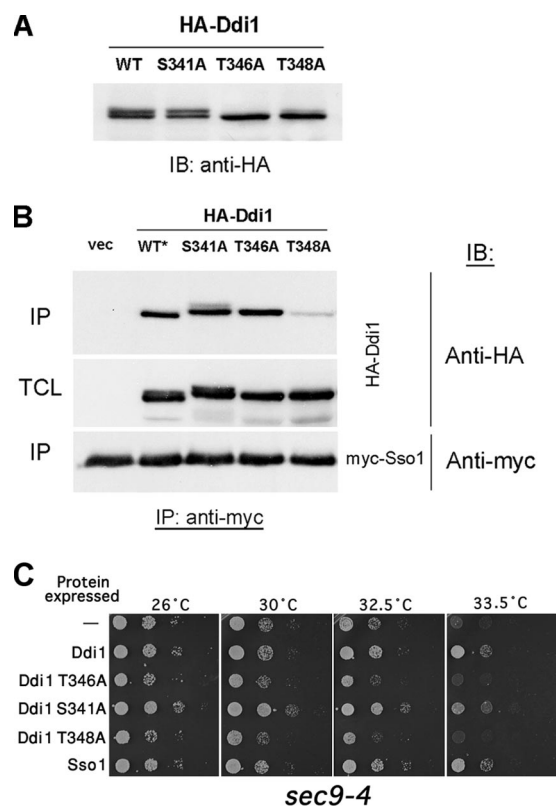 A
HA-Ddi1
WT S341A T346A T348A
IB: anti-HA
B
HA-Ddi1
vec WT* S341A T346A T348A
IB:
IP
HA-Ddi1
Anti-HA
TCL
IP
myc-Sso1
Anti-myc
IP: anti-myc
C
Protein
expressed
26°C 30°C 32.5°C 33.5°C
—
Ddi1
Ddi1 T346A
Ddi1 S341A
Ddi1 T348A
Sso1
sec9-4